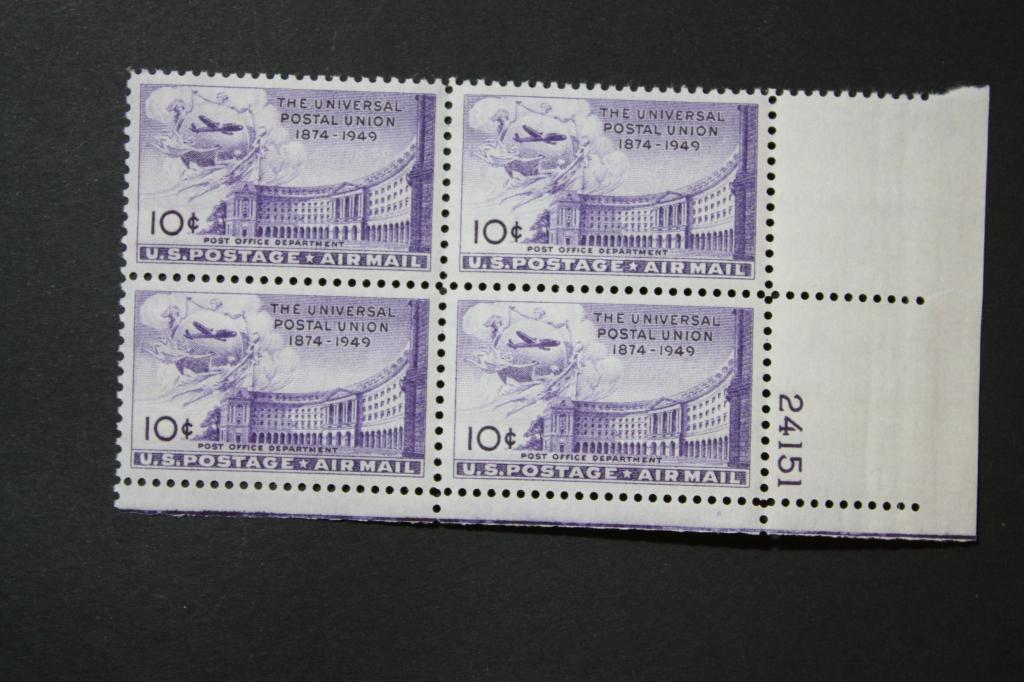 THE UNIVERSAL
POSTAL UNION
1874-1949
10¢
POST OFFICE DEPARTMENT
U.S.POSTAGE★AIR MAIL
THE UNIVERSAL
POSTAL UNION
1874-1949
10¢
POST OFFICE DEPARTMENT
U.S.POSTAGE★AIR MAIL
THE UNIVERSAL
POSTAL UNION
1874-1949
10¢
POST OFFICE DEPARTMENT
U.S.POSTAGE★AIR MAIL
THE UNIVERSAL
POSTAL UNION
1874-1949
10¢
POST OFFICE DEPARTMENT
U.S.POSTAGE★AIR MAIL
24151